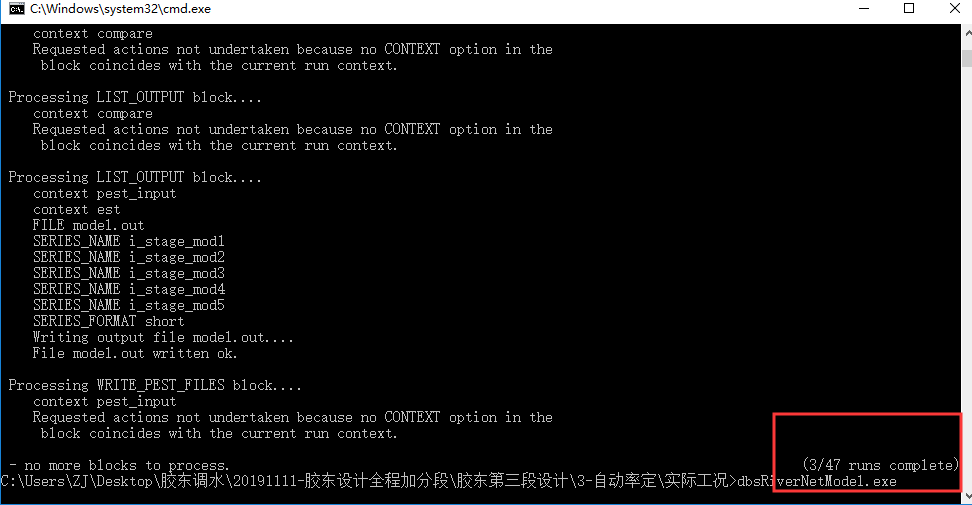 C:\Windows\system32\cmd.exe
context compare
Requested actions not undertaken because no CONTEXT option in the
block coincides with the current run context.
Processing LIST_OUTPUT block....
context compare
Requested actions not undertaken because no CONTEXT option in the
block coincides with the current run context.
Processing LIST_OUTPUT block....
context pest_input
context est
FILE model.out
SERIES_NAME i_stage_mod1
SERIES_NAME i_stage_mod2
SERIES_NAME i_stage_mod3
SERIES_NAME i_stage_mod4
SERIES_NAME i_stage_mod5
SERIES_FORMAT short
Writing output file model.out....
File model.out written ok.
Processing WRITE_PEST_FILES block....
context pest_input
Requested actions not undertaken because no CONTEXT option in the
block coincides with the current run context.
- no more blocks to process. (3/47 runs complete)
C:\Users\ZJ\Desktop\胶东调水\20191111-胶东设计全程加分段\胶东第三段设计\3-自动率定\实际工况>dbsRiverNetModel.exe